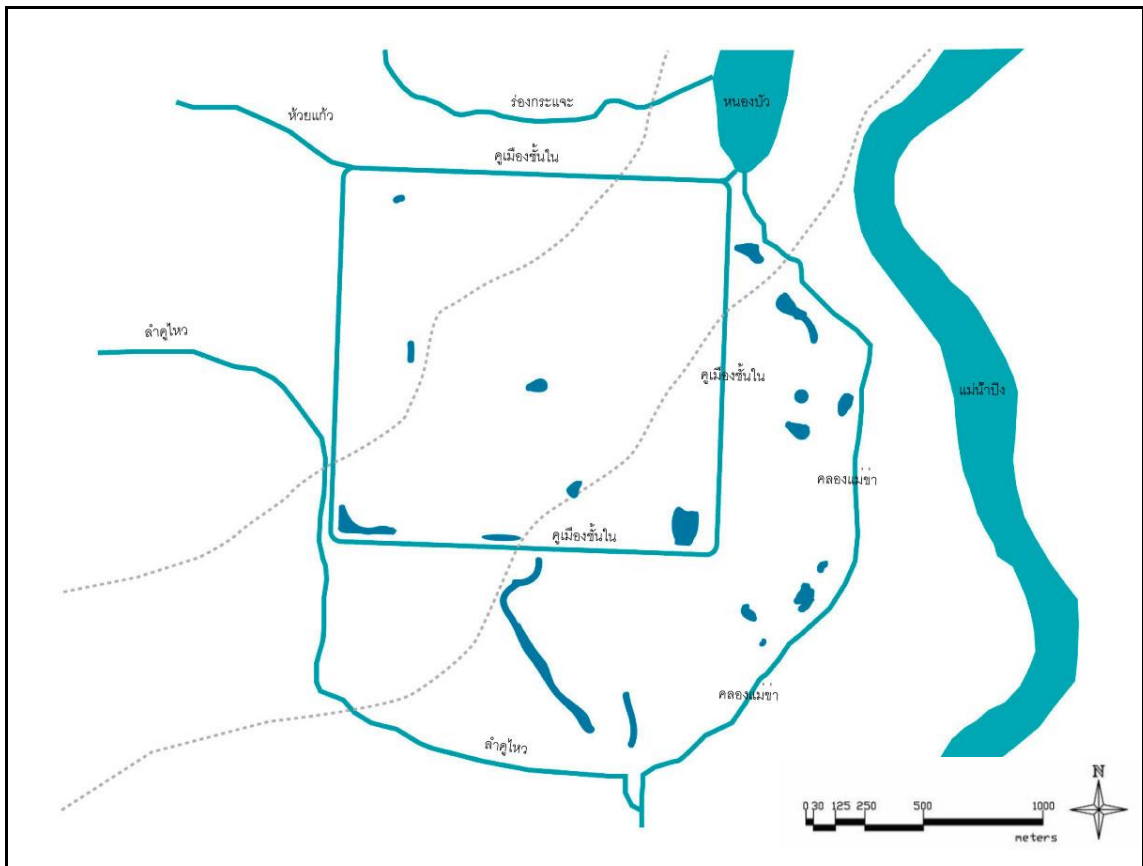 ร่องกระแจะ
หนองบัว
ห้วยแก้ว
คูเมืองชั้นใน
ลำคูไหว
คูเมืองชั้นใน
แม่น้ำปิง
คลองแม่ข่า
คูเมืองชั้นใน
คลองแม่ข่า
ลำคูไหว
N
0 30 125 250 500 1000
meters